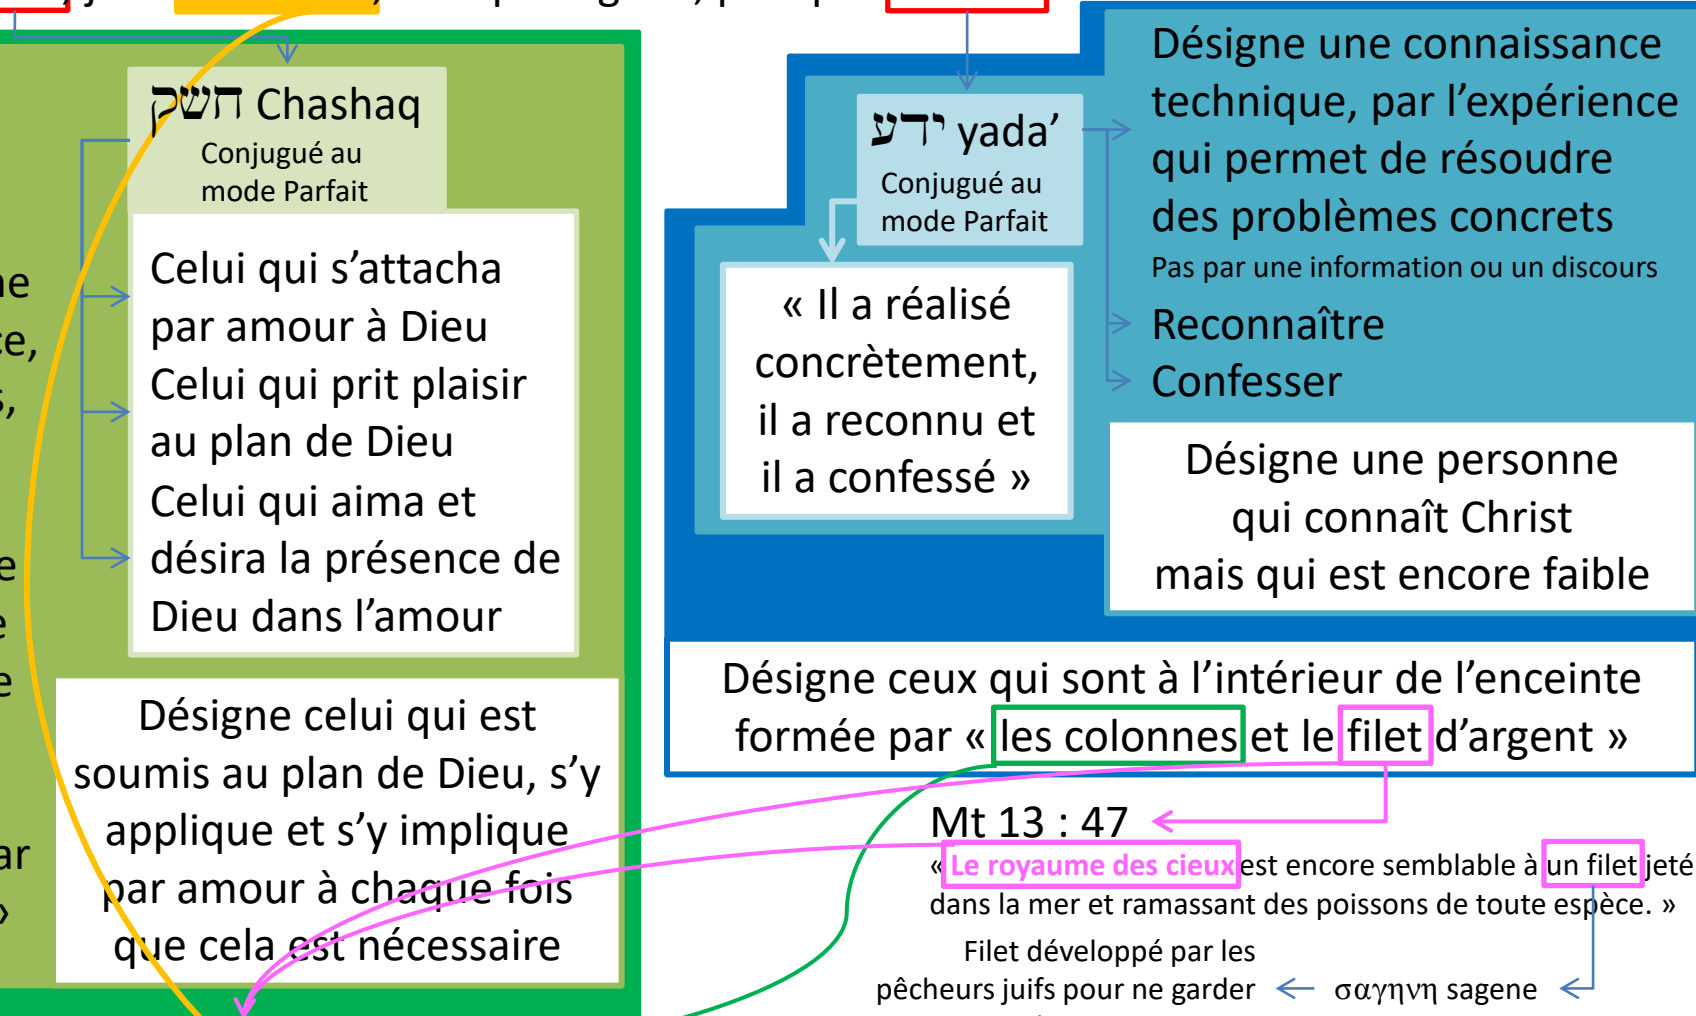 חשק Chashaq
Conjugué au
mode Parfait
Celui qui s’attacha
par amour à Dieu
Celui qui prit plaisir
au plan de Dieu
Celui qui aima et
désira la présence de
Dieu dans l’amour
Désigne celui qui est
soumis au plan de Dieu, s’y
applique et s’y implique
par amour à chaque fois
que cela est nécessaire
ידע yada’
Conjugué au
mode Parfait
« Il a réalisé
concrètement,
il a reconnu et
il a confessé »
Désigne une connaissance
technique, par l’expérience
qui permet de résoudre
des problèmes concrets
Pas par une information ou un discours
Reconnaître
Confesser
Désigne une personne
qui connaît Christ
mais qui est encore faible
Désigne ceux qui sont à l’intérieur de l’enceinte
formée par « les colonnes et le filet d’argent »
Mt 13 : 47
« Le royaume des cieux est encore semblable à un filet jeté
dans la mer et ramassant des poissons de toute espèce. »
Filet développé par les
pêcheurs juifs pour ne garder
σαγηνη sagene